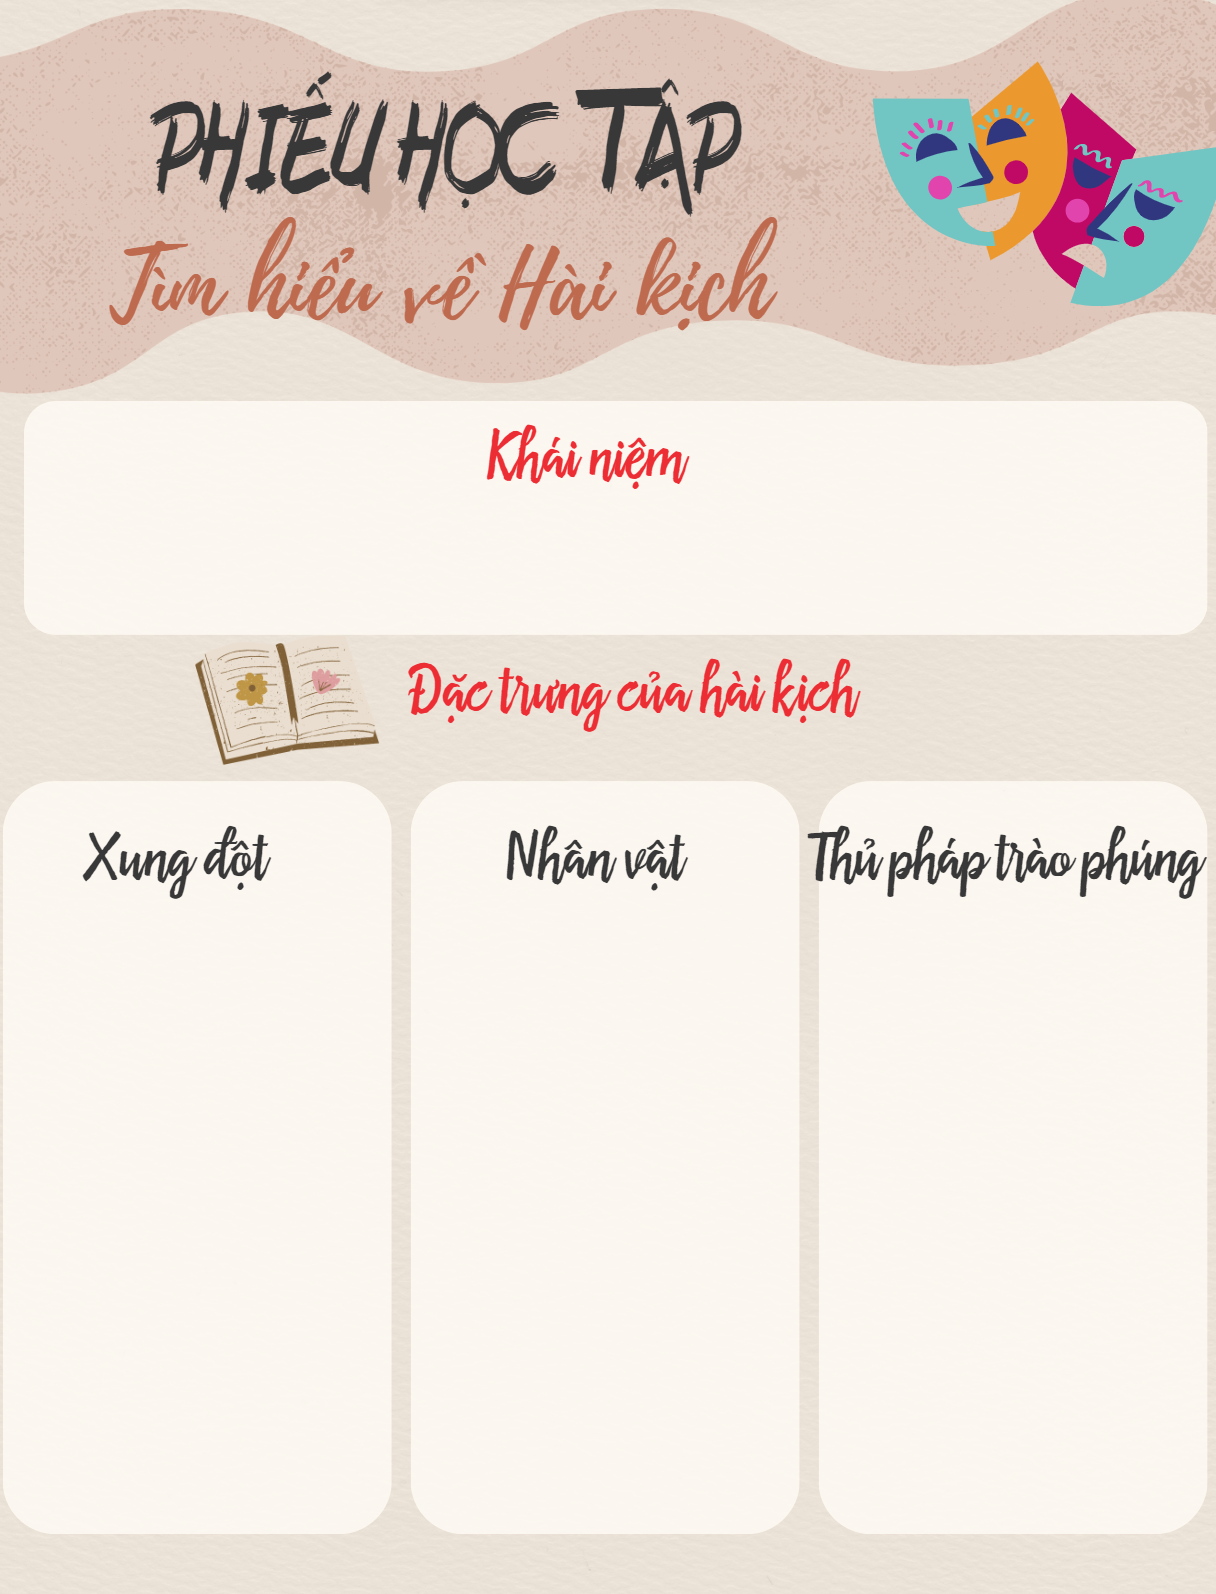 PHIẾU HỌC TẬP
Tìm hiểu về Hài kịch
Khái niệm
Đặc trưng của hài kịch
Xung đột
Nhân vật
Thủ pháp trào phúng